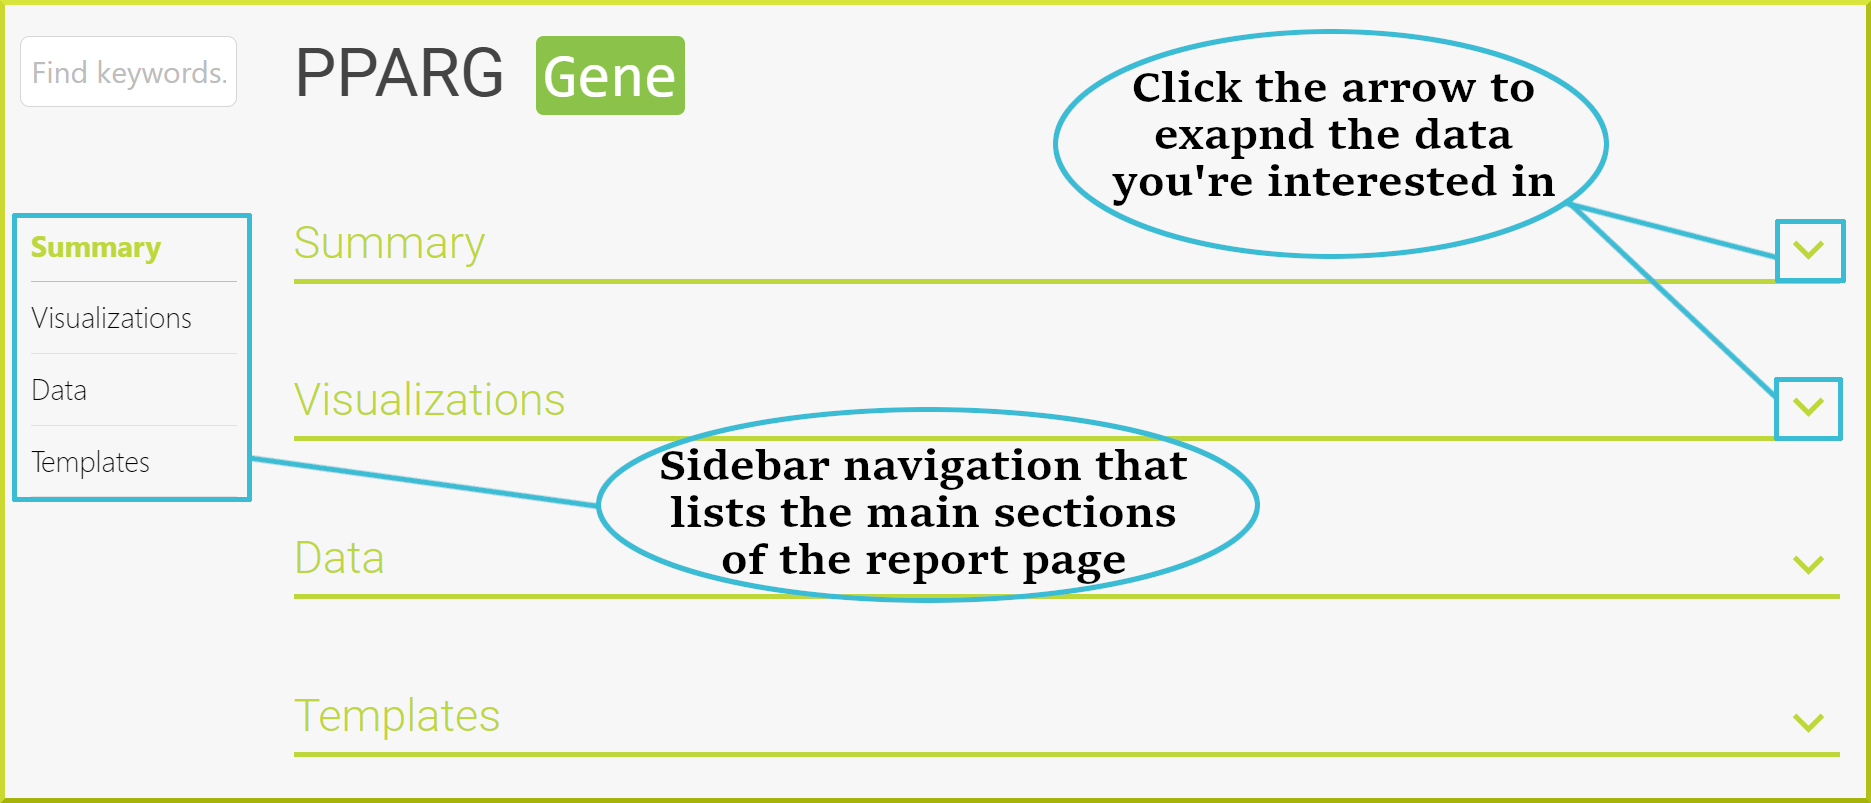 Find keywords.
PPARG Gene
Click the arrow to
exapnd the data
you're interested in
Summary
Visualizations
Data
Templates
Summary
Visualizations
Sidebar navigation that
lists the main sections
of the report page
Data
Templates